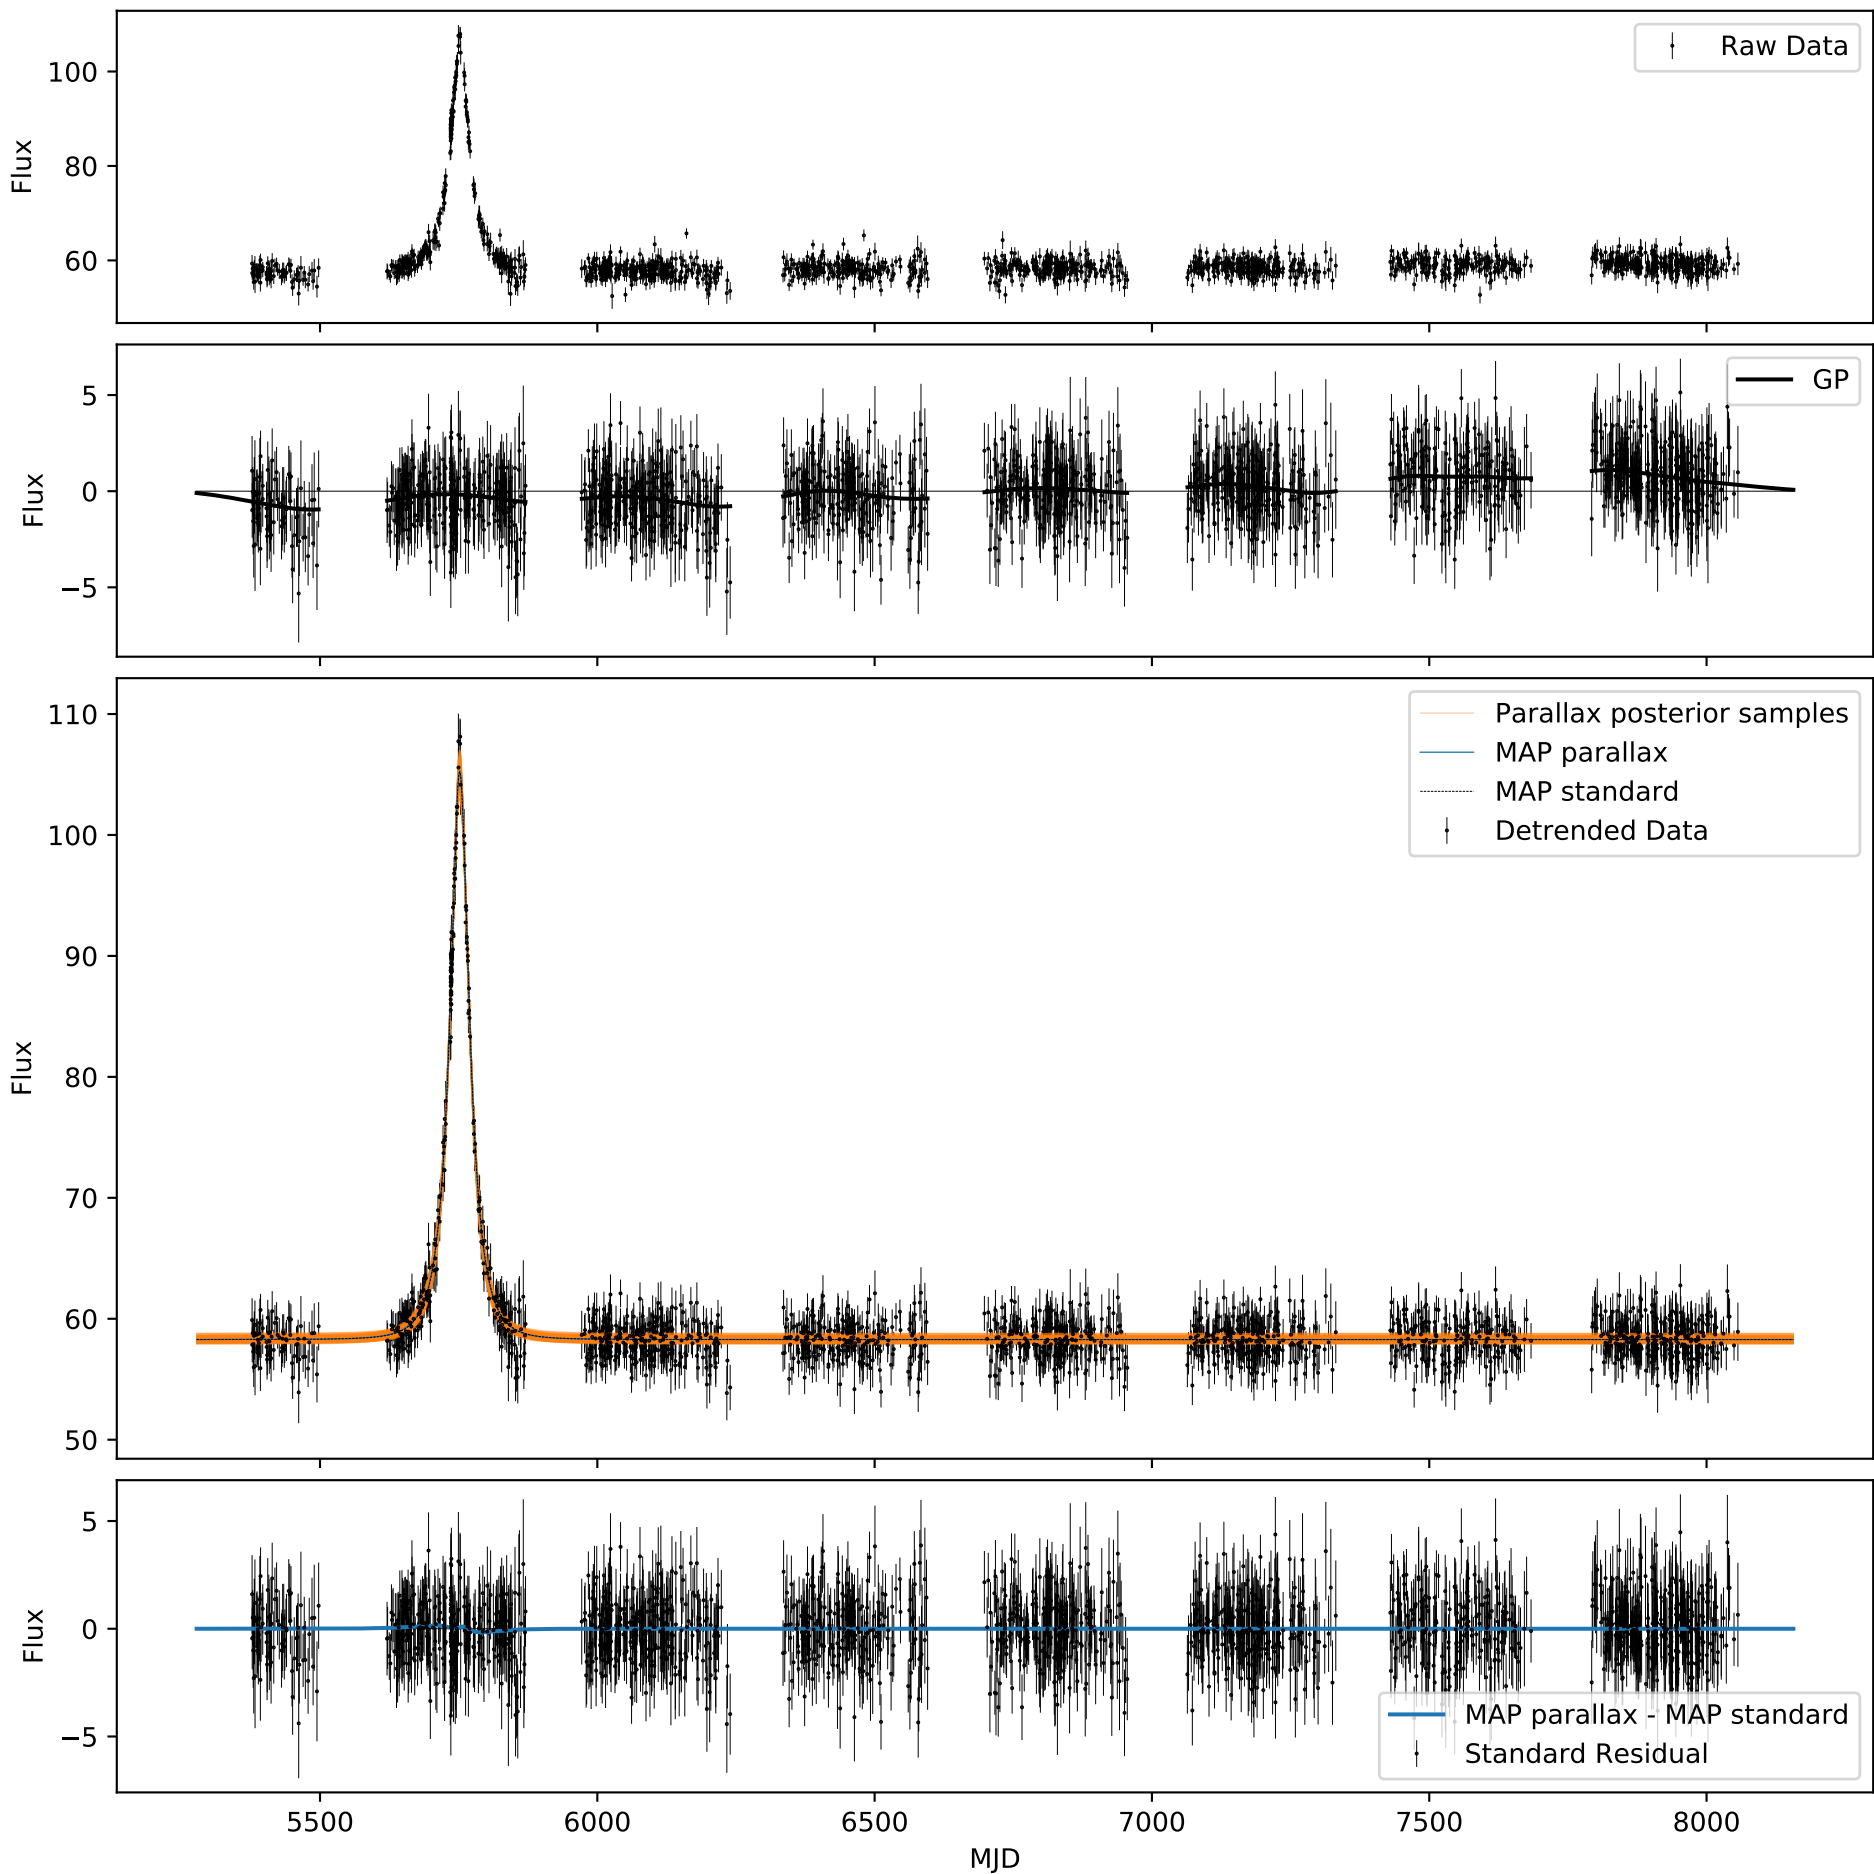 Raw Data
100
80
60
Flux
GP
5
0
−5
Flux
Parallax posterior samples
MAP parallax
MAP standard
Detrended Data
110
100
90
80
70
60
50
Flux
5
0
−5
Flux
MAP parallax - MAP standard
Standard Residual
5500 6000 6500 7000 7500 8000
MJD